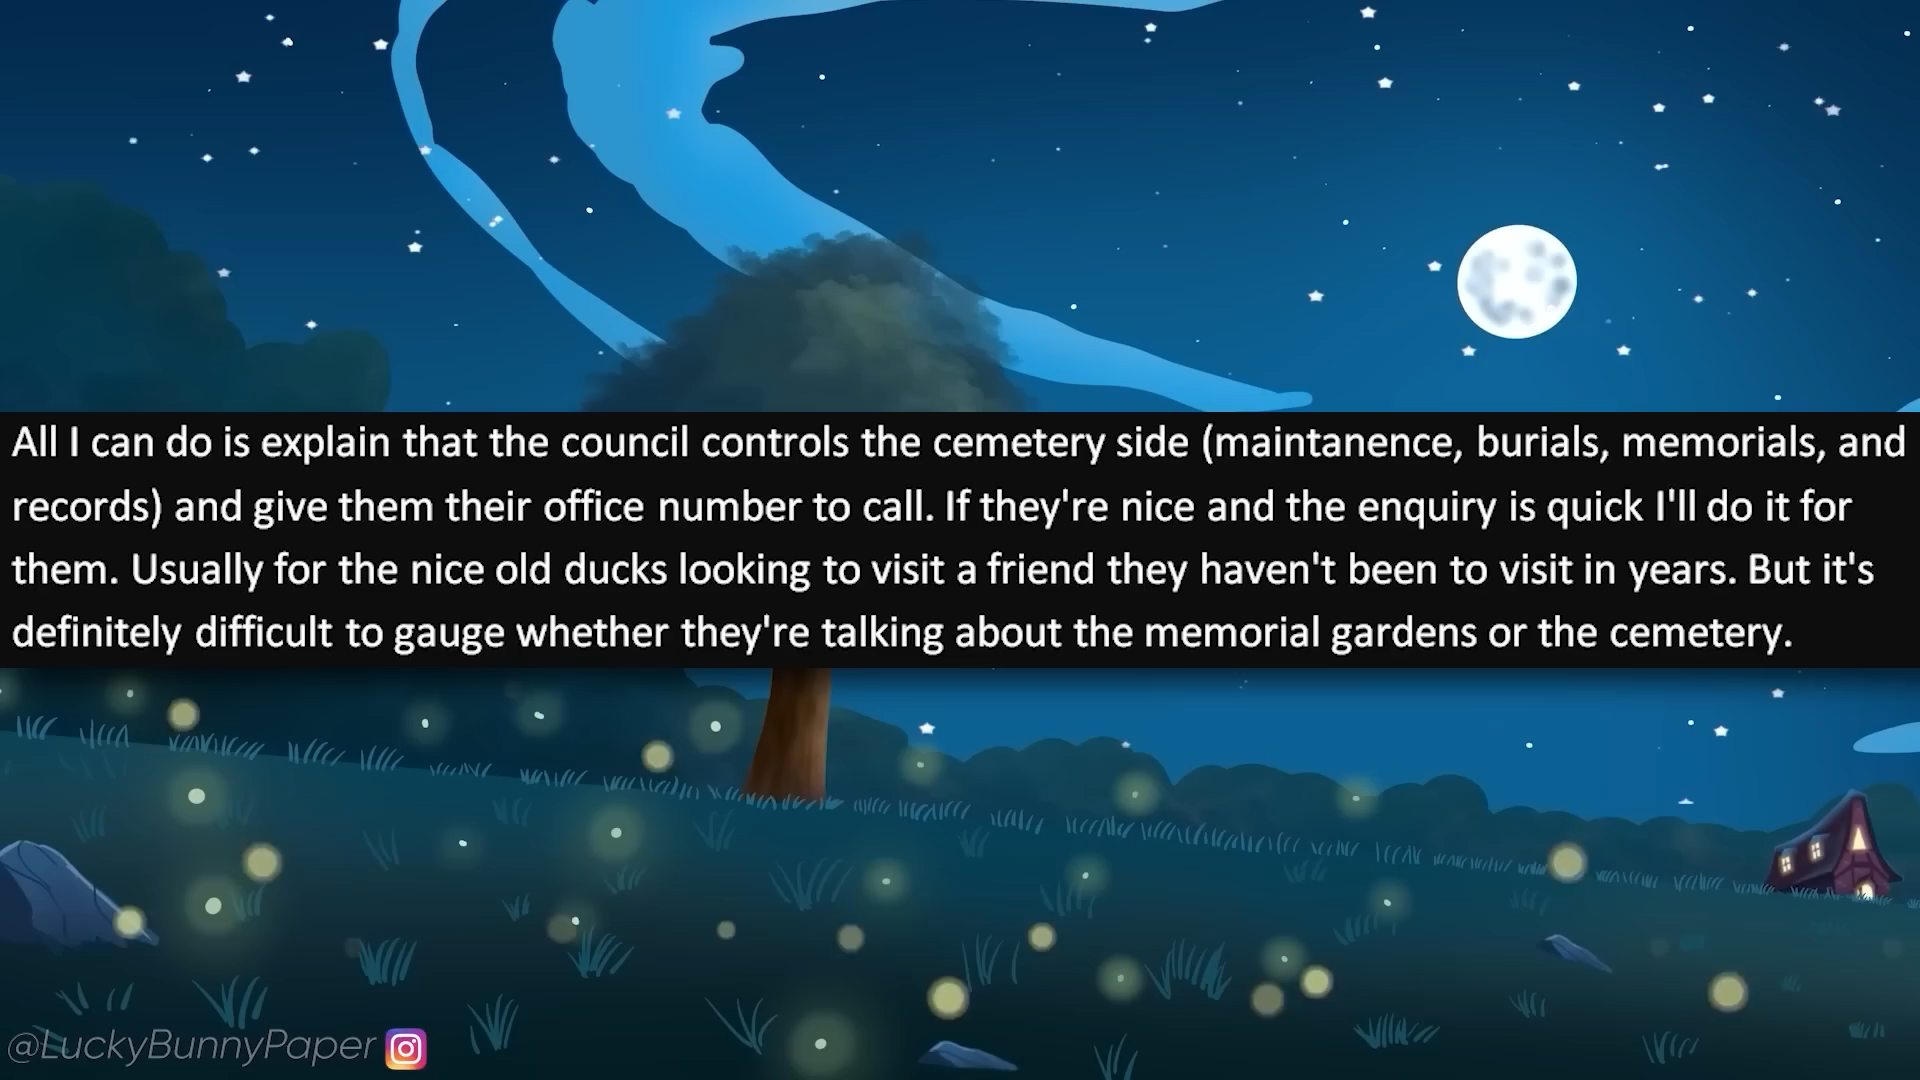 All I can do is explain that the council controls the cemetery side (maintanence, burials, memorials, and
records) and give them their office number to call. If they're nice and the enquiry is quick I'll do it for
them. Usually for the nice old ducks looking to visit a friend they haven't been to visit in years. But it's
definitely difficult to gauge whether they're talking about the memorial gardens or the cemetery.
@LuckyBunnyPaper